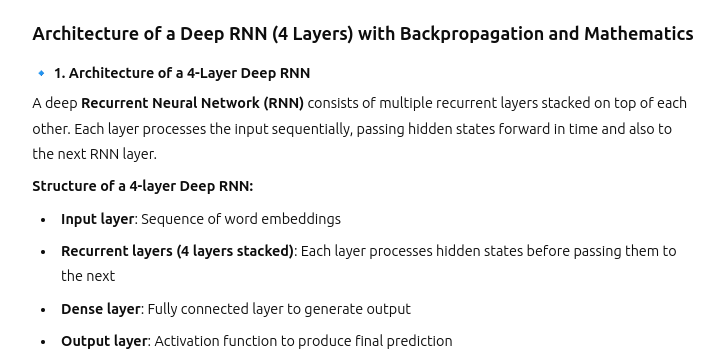 Architecture of a Deep RNN (4 Layers) with Backpropagation and Mathematics
🔹 1. Architecture of a 4-Layer Deep RNN
A deep Recurrent Neural Network (RNN) consists of multiple recurrent layers stacked on top of each
other. Each layer processes the input sequentially, passing hidden states forward in time and also to
the next RNN layer.
Structure of a 4-layer Deep RNN:
• Input layer: Sequence of word embeddings
• Recurrent layers (4 layers stacked): Each layer processes hidden states before passing them to
the next
• Dense layer: Fully connected layer to generate output
• Output layer: Activation function to produce final prediction